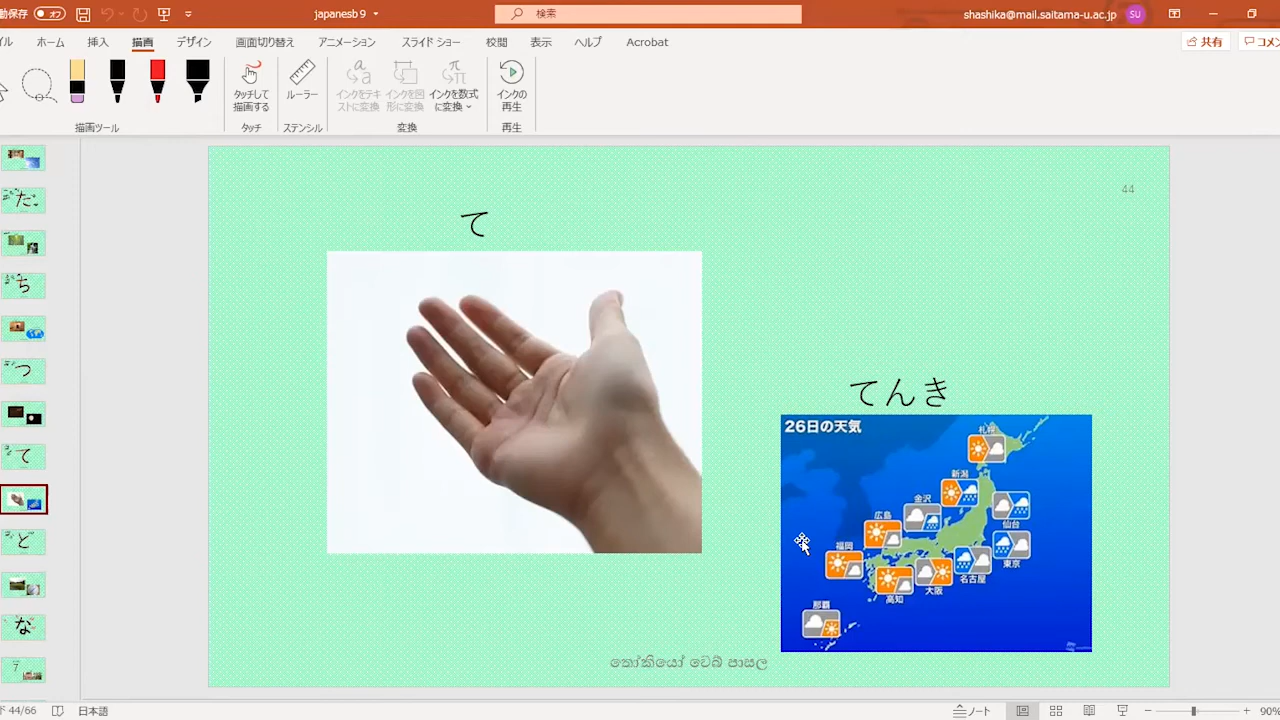 動保存 オフ japanesb 9 検索 shashika@mail.saitama-u.ac.jp SU
イル ホーム 挿入 描画 デザイン 画面切り替え アニメーション スライド ショー 校閲 表示 ヘルプ Acrobat 共有 コメン
タッチして描画する ルーラー インクをテキストに変換 インクを図形に変換 インクを数式に変換 インクの再生
描画ツール タッチ ステンシル 変換 再生
44
て
てんき
26日の天気
札幌
新潟
金沢
仙台
広島
福岡
東京
名古屋
大阪
高知
那覇
තෝකියෝ වෙබ් පාසල
た
ち
つ
て
と
な
ド 44/66 日本語 ノート 90%